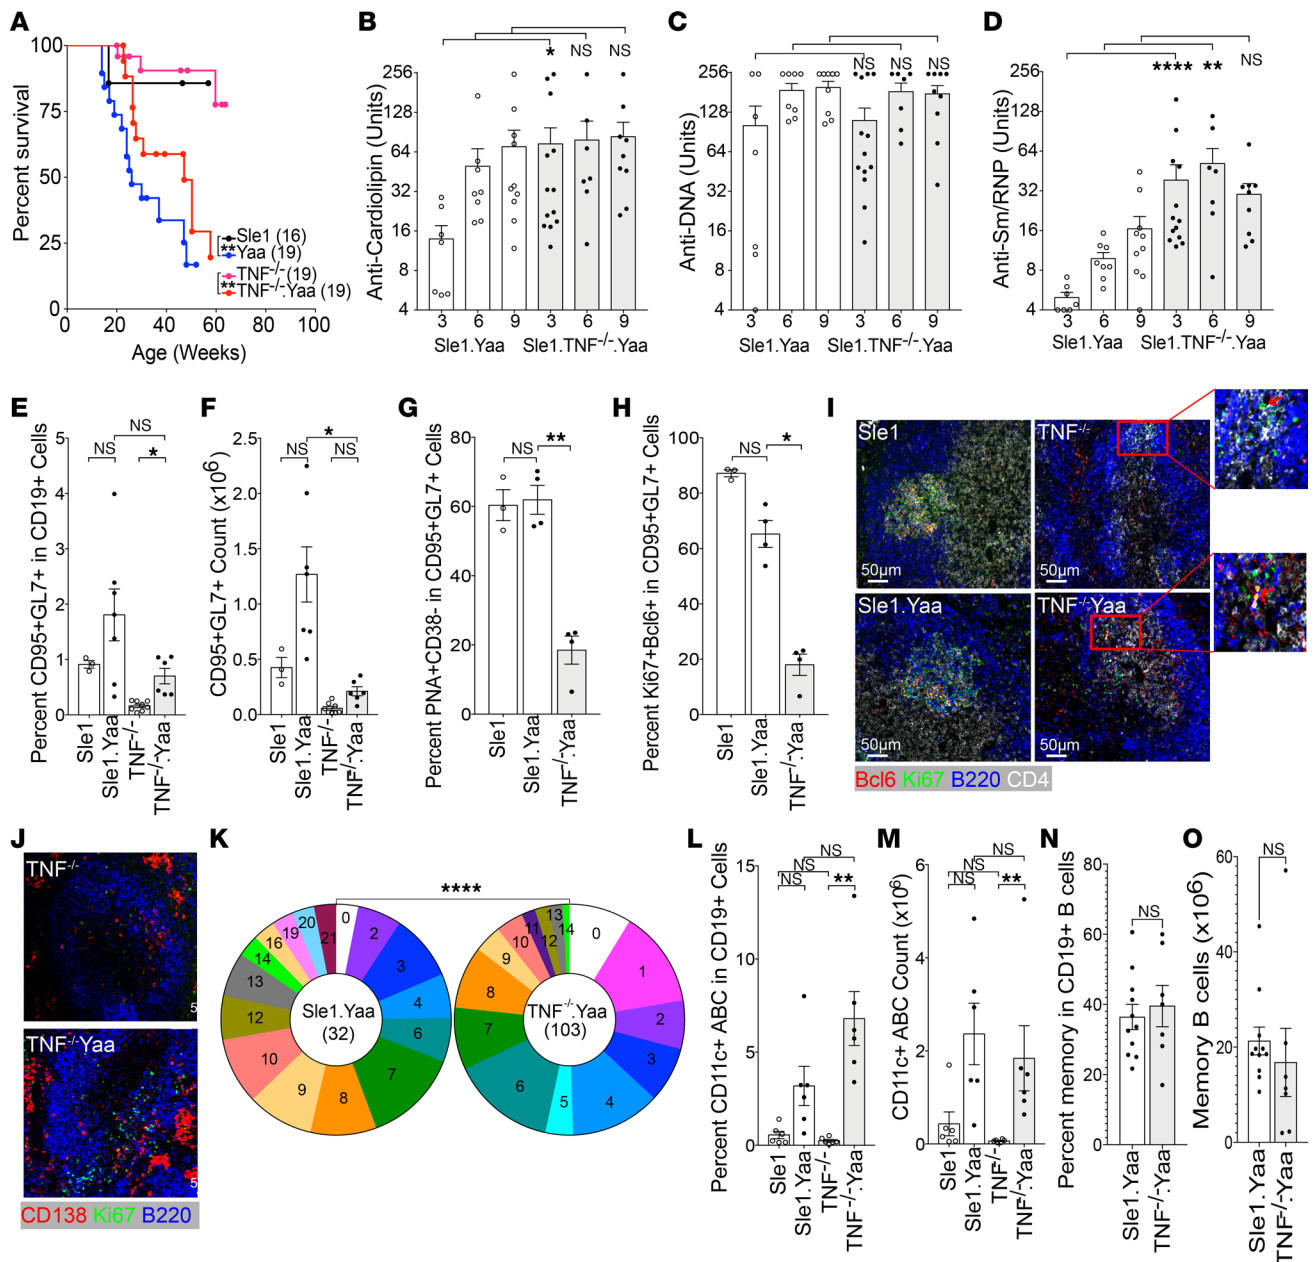 A
Percent survival
100
75
50
25
0
0 20 40 60 80 100
Age (Weeks)
Sle1 (16)
** Yaa (19)
TNF-/- (19)
** TNF-/-.Yaa (19)
B
Anti-Cardiolipin (Units)
* NS NS
256
128
64
32
16
8
4
3 6 9 3 6 9
Sle1.Yaa Sle1.TNF-/-.Yaa
C
Anti-DNA (Units)
NS NS NS
256
128
64
32
16
8
4
3 6 9 3 6 9
Sle1.Yaa Sle1.TNF-/-.Yaa
D
Anti-Sm/RNP (Units)
**** ** NS
256
128
64
32
16
8
4
3 6 9 3 6 9
Sle1.Yaa Sle1.TNF-/-.Yaa
E
Percent CD95+GL7+ in CD19+ Cells
NS
NS *
5
4
3
2
1
0
Sle1 Sle1.Yaa TNF-/- TNF-/-.Yaa
F
CD95+GL7+ Count (x10^6)
*
NS NS
2.5
2.0
1.5
1.0
0.5
0.0
Sle1 Sle1.Yaa TNF-/- TNF-/-.Yaa
G
Percent PNA+CD38- in CD95+GL7+ Cells
NS **
80
60
40
20
0
Sle1 Sle1.Yaa TNF-/-.Yaa
H
Percent Ki67+Bcl6+ in CD95+GL7+ Cells
NS *
100
80
60
40
20
0
Sle1 Sle1.Yaa TNF-/-.Yaa
I
Sle1 TNF-/-
50µm 50µm
Sle1.Yaa TNF-/-Yaa
50µm 50µm
Bcl6 Ki67 B220 CD4
J
TNF-/-
5
TNF-/-Yaa
5
CD138 Ki67 B220
K
****
Sle1.Yaa
(32)
0 2 3 4 6 7 8 9 10 12 13 14 16 19 20 21
TNF-/-.Yaa
(103)
0 1 2 3 4 5 6 7 8 9 10 11 12 13 14
L
Percent CD11c+ ABC in CD19+ Cells
NS
NS
NS **
15
10
5
0
Sle1 Sle1.Yaa TNF-/- TNF-/-.Yaa
M
CD11c+ ABC Count (x10^6)
NS
NS
NS **
6
4
2
0
Sle1 Sle1.Yaa TNF-/- TNF-/-.Yaa
N
Percent memory in CD19+ B cells
NS
80
60
40
20
0
Sle1.Yaa TNF-/-.Yaa
O
Memory B cells (x10^6)
NS
60
40
20
0
Sle1.Yaa TNF-/-.Yaa